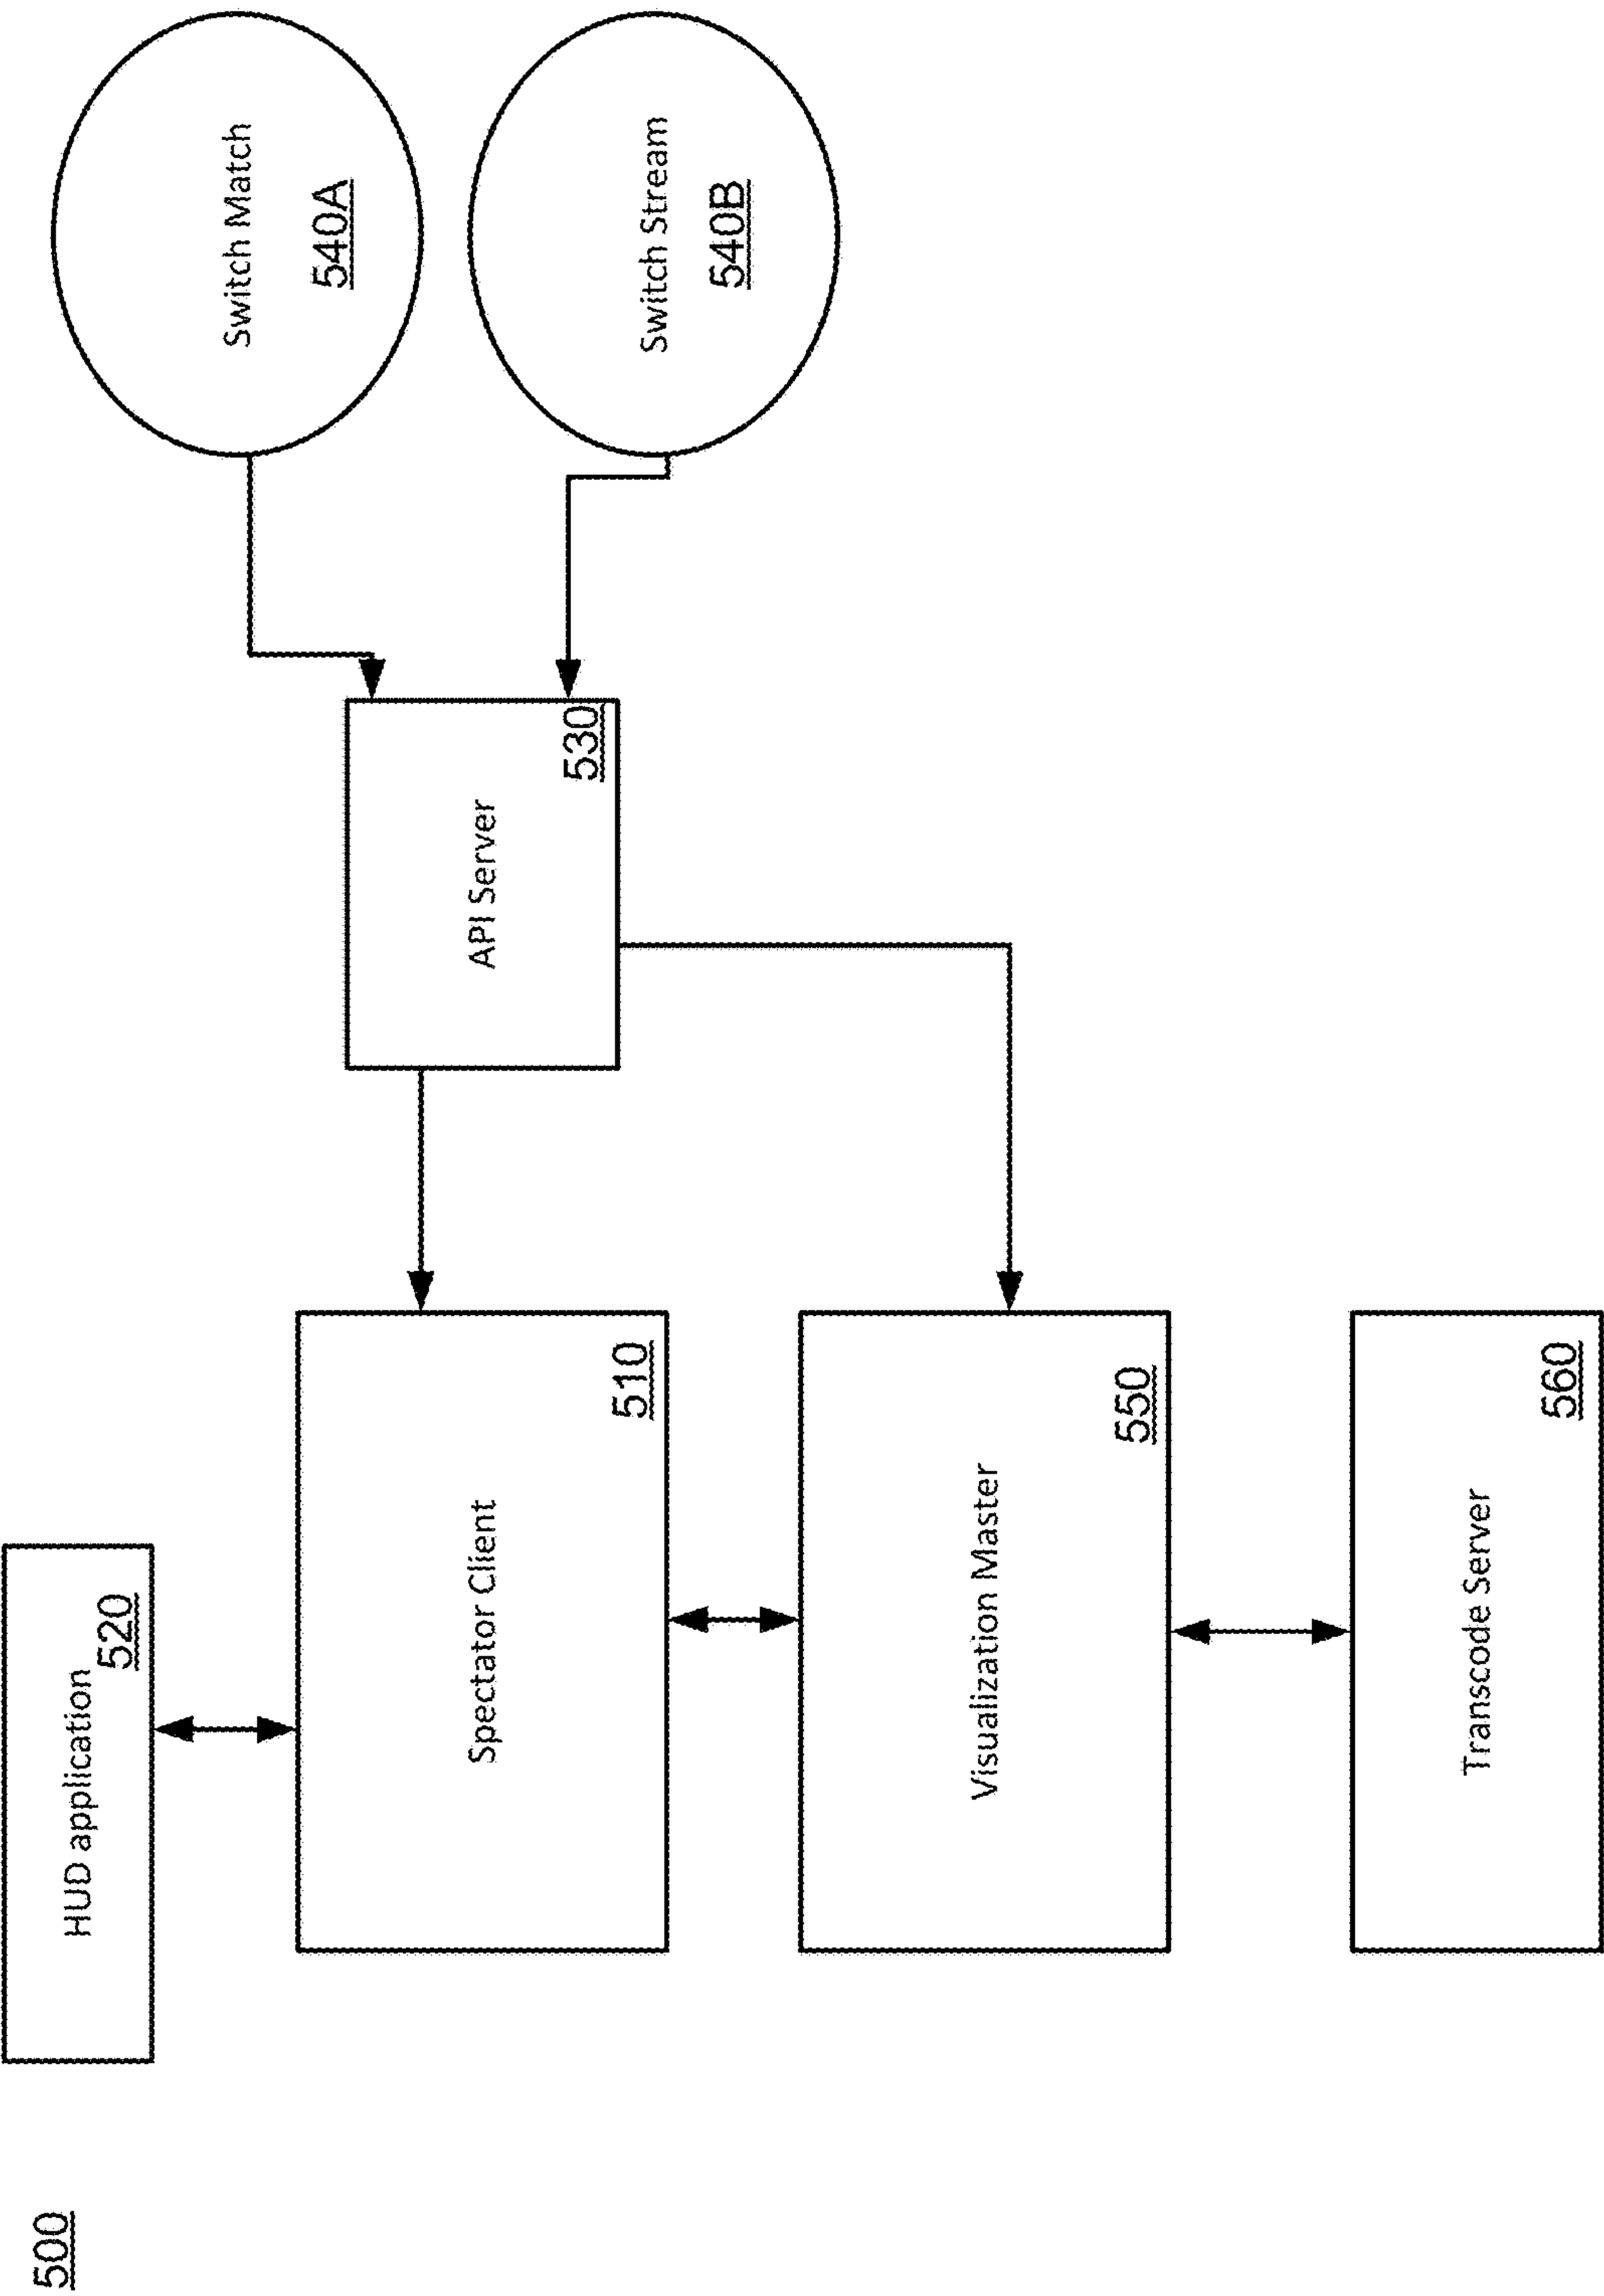 500
HUD application
520
Spectator Client
510
Visualization Master
550
Transcode Server
560
API Server
530
Switch Match
540A
Switch Stream
540B